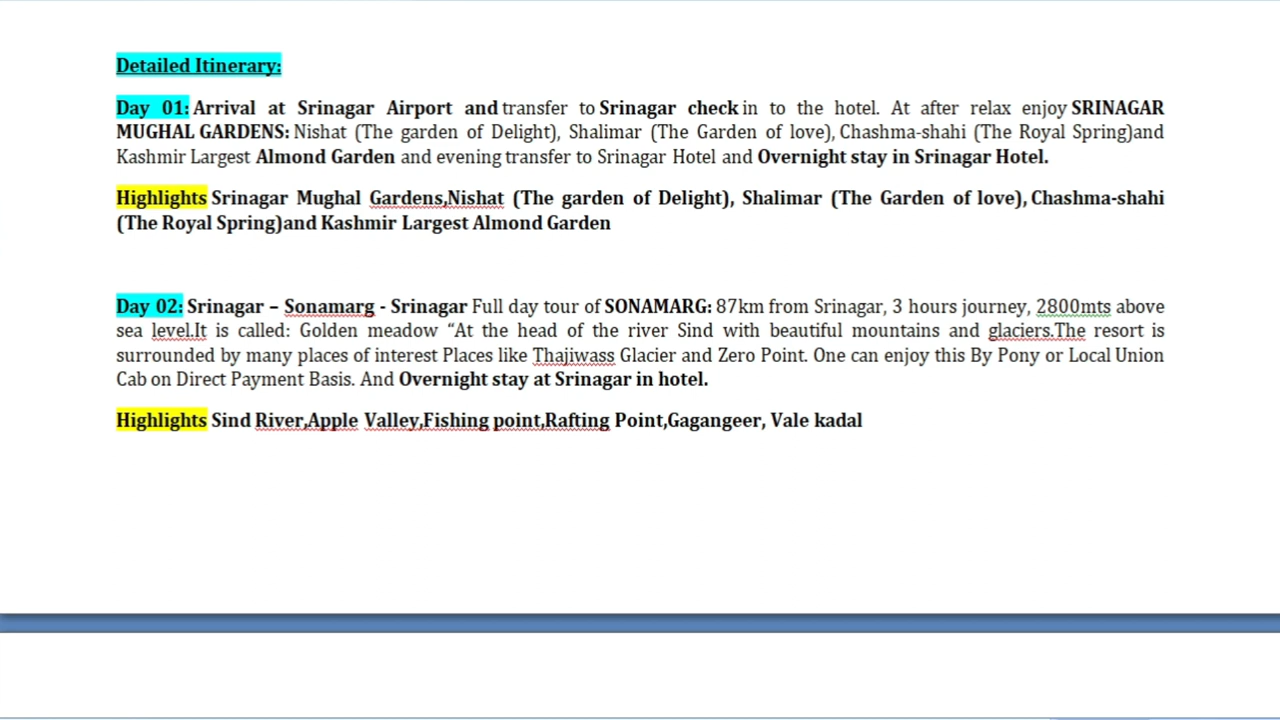 Detailed Itinerary:
Day 01: Arrival at Srinagar Airport and transfer to Srinagar check in to the hotel. At after relax enjoy SRINAGAR
MUGHAL GARDENS: Nishat (The garden of Delight), Shalimar (The Garden of love), Chashma-shahi (The Royal Spring)and
Kashmir Largest Almond Garden and evening transfer to Srinagar Hotel and Overnight stay in Srinagar Hotel.
Highlights Srinagar Mughal Gardens,Nishat (The garden of Delight), Shalimar (The Garden of love), Chashma-shahi
(The Royal Spring)and Kashmir Largest Almond Garden
Day 02: Srinagar – Sonamarg - Srinagar Full day tour of SONAMARG: 87km from Srinagar, 3 hours journey, 2800mts above
sea level.It is called: Golden meadow “At the head of the river Sind with beautiful mountains and glaciers.The resort is
surrounded by many places of interest Places like Thajiwass Glacier and Zero Point. One can enjoy this By Pony or Local Union
Cab on Direct Payment Basis. And Overnight stay at Srinagar in hotel.
Highlights Sind River,Apple Valley,Fishing point,Rafting Point,Gagangeer, Vale kadal